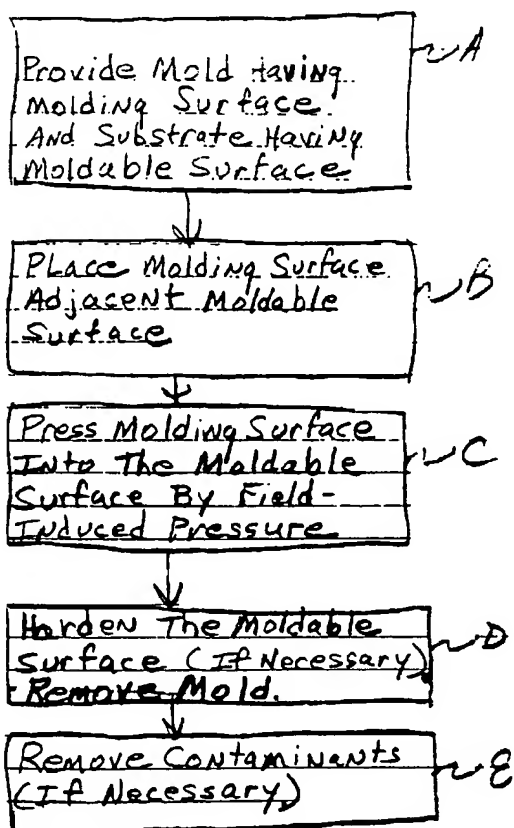 A
Provide Mold Having
Molding Surface
And Substrate Having
Moldable Surface
Place Molding Surface
Adjacent Moldable
Surface
B
Press Molding Surface
Into The Moldable
Surface By Field-
Induced Pressure
C
Harden The Moldable
Surface (If Necessary),
Remove Mold.
D
Remove Contaminants
(If Necessary)
E